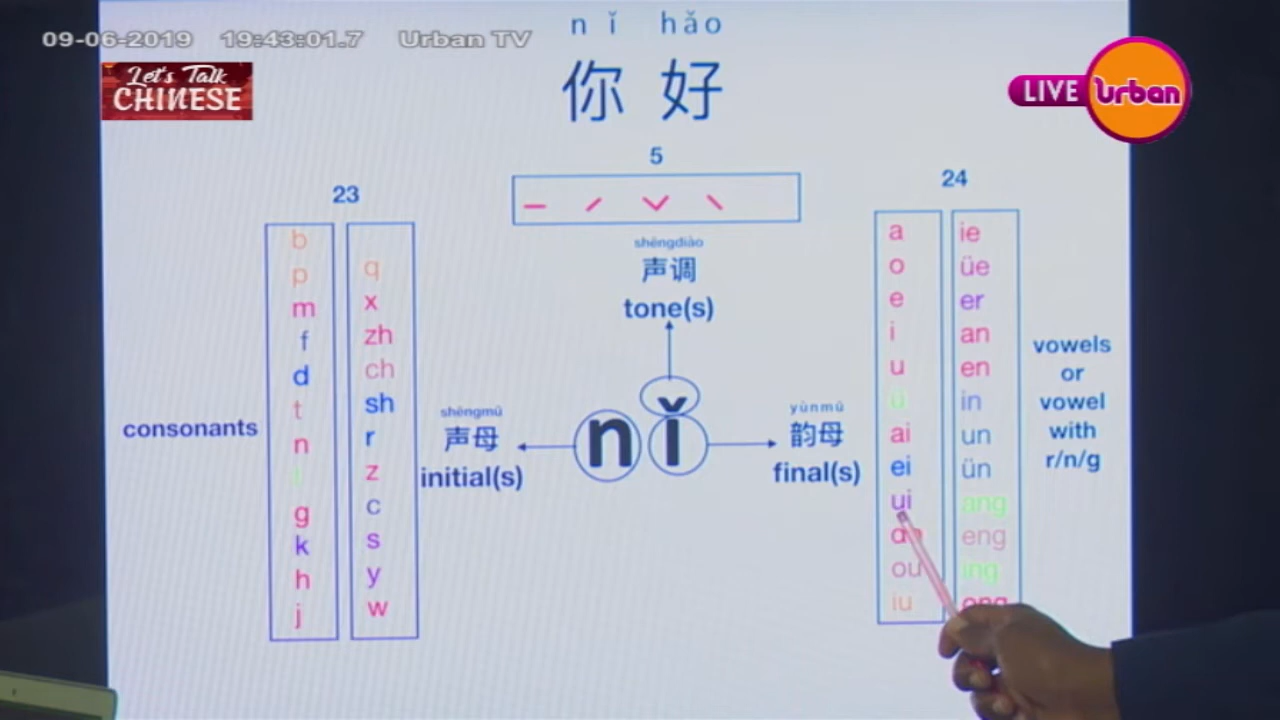 09-06-2019 19:43:01.7 Urban TV
Let's Talk
CHINESE
LIVE urban
nǐ hǎo
你好
5
ˉ ˊ ˇ ˋ
23
b
p
m
f
d
t
n
l
g
k
h
j
q
x
zh
ch
sh
r
z
c
s
y
w
consonants
shēngmǔ
声母
initial(s)
shēngdiào
声调
tone(s)
nǐ
yùnmǔ
韵母
final(s)
24
a
o
e
i
u
ü
ai
ei
ui
ou
iu
ie
üe
er
an
en
in
un
ün
ang
eng
ing
ong
vowels
or
vowel
with
r/n/g